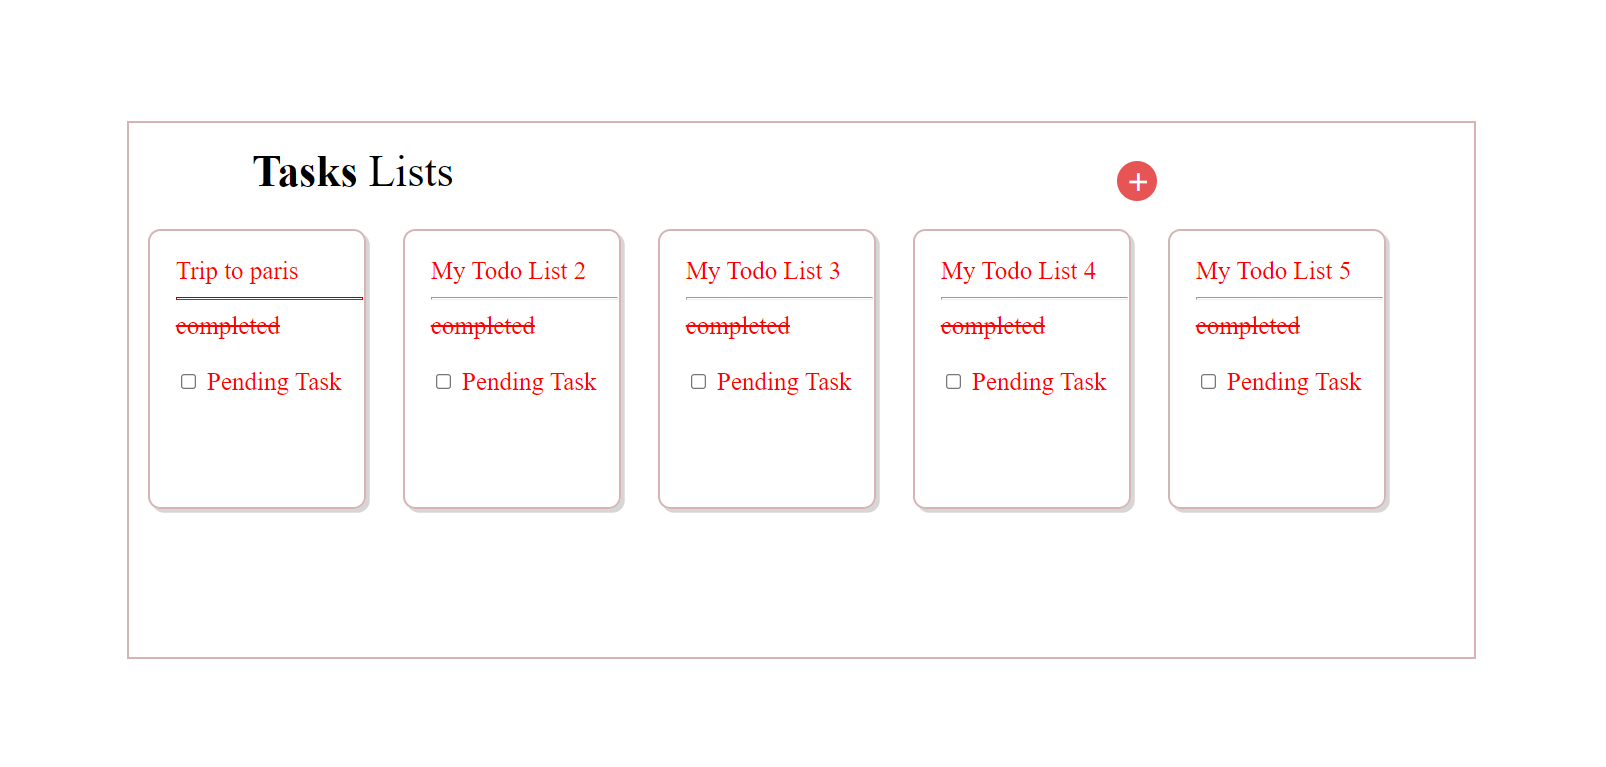 Tasks Lists
+
Trip to paris
completed
Pending Task
My Todo List 2
completed
Pending Task
My Todo List 3
completed
Pending Task
My Todo List 4
completed
Pending Task
My Todo List 5
completed
Pending Task